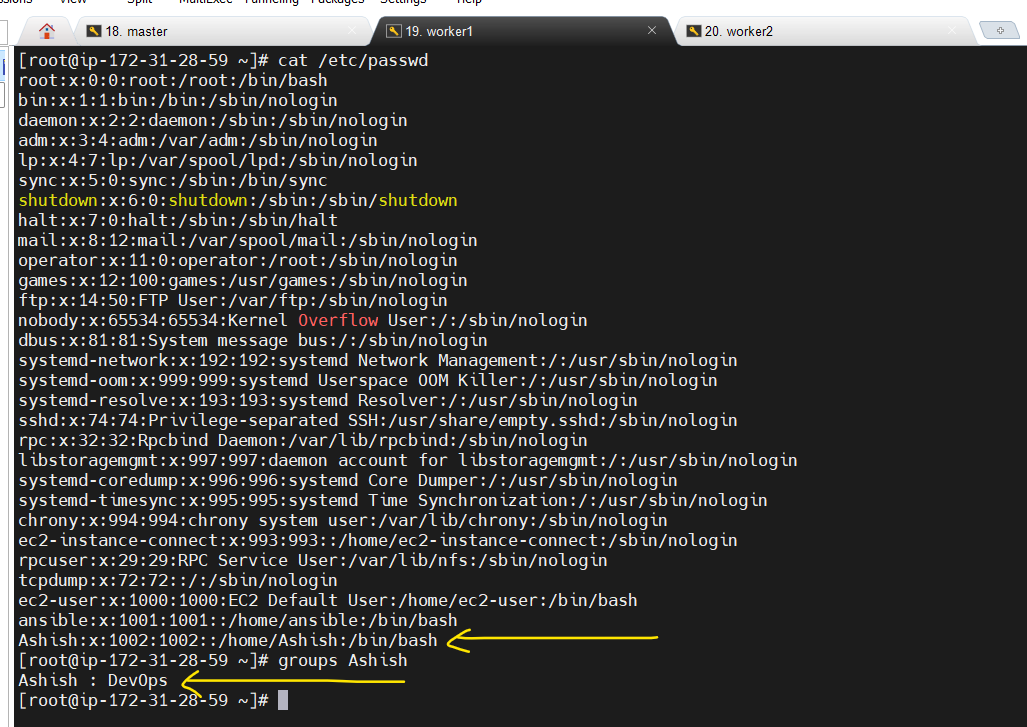 Split
MultiExec
Tunneling
Packages
Settings
Help
18. master
19. worker1
20. worker2
[root@ip-172-31-28-59 ~]# cat /etc/passwd
root:x:0:0:root:/root:/bin/bash
bin:x:1:1:bin:/bin:/sbin/nologin
daemon:x:2:2:daemon:/sbin:/sbin/nologin
adm:x:3:4:adm:/var/adm:/sbin/nologin
lp:x:4:7:lp:/var/spool/lpd:/sbin/nologin
sync:x:5:0:sync:/sbin:/bin/sync
shutdown:x:6:0:shutdown:/sbin:/sbin/shutdown
halt:x:7:0:halt:/sbin:/sbin/halt
mail:x:8:12:mail:/var/spool/mail:/sbin/nologin
operator:x:11:0:operator:/root:/sbin/nologin
games:x:12:100:games:/usr/games:/sbin/nologin
ftp:x:14:50:FTP User:/var/ftp:/sbin/nologin
nobody:x:65534:65534:Kernel Overflow User:/:/sbin/nologin
dbus:x:81:81:System message bus:/:/sbin/nologin
systemd-network:x:192:192:systemd Network Management:/:/usr/sbin/nologin
systemd-oom:x:999:999:systemd Userspace OOM Killer:/:/usr/sbin/nologin
systemd-resolve:x:193:193:systemd Resolver:/:/usr/sbin/nologin
sshd:x:74:74:Privilege-separated SSH:/usr/share/empty.sshd:/sbin/nologin
rpc:x:32:32:Rpcbind Daemon:/var/lib/rpcbind:/sbin/nologin
libstoragemgmt:x:997:997:daemon account for libstoragemgmt:/:/usr/sbin/nologin
systemd-coredump:x:996:996:systemd Core Dumper:/:/usr/sbin/nologin
systemd-timesync:x:995:995:systemd Time Synchronization:/:/usr/sbin/nologin
chrony:x:994:994:chrony system user:/var/lib/chrony:/sbin/nologin
ec2-instance-connect:x:993:993::/home/ec2-instance-connect:/sbin/nologin
rpcuser:x:29:29:RPC Service User:/var/lib/nfs:/sbin/nologin
tcpdump:x:72:72::/:/sbin/nologin
ec2-user:x:1000:1000:EC2 Default User:/home/ec2-user:/bin/bash
ansible:x:1001:1001::/home/ansible:/bin/bash
Ashish:x:1002:1002::/home/Ashish:/bin/bash
[root@ip-172-31-28-59 ~]# groups Ashish
Ashish : DevOps
[root@ip-172-31-28-59 ~]#